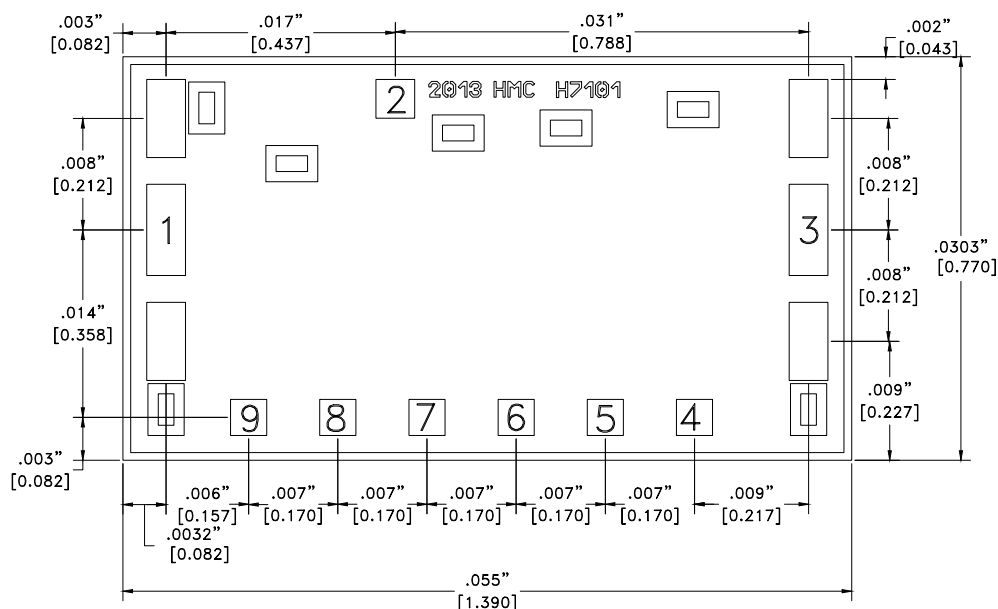 .003" .017" .031" .002"
[0.082] [0.437] [0.788] [0.043]
2 2013 HMC H7101
.008" .008"
[0.212] [0.212]
1 3
.0303"
[0.770]
.008"
[0.212]
.014"
[0.358]
.009"
[0.227]
9 8 7 6 5 4
.003"
[0.082]
.006" .007" .007" .007" .007" .007" .009"
[0.157] [0.170] [0.170] [0.170] [0.170] [0.170] [0.217]
.0032"
[0.082]
.055"
[1.390]